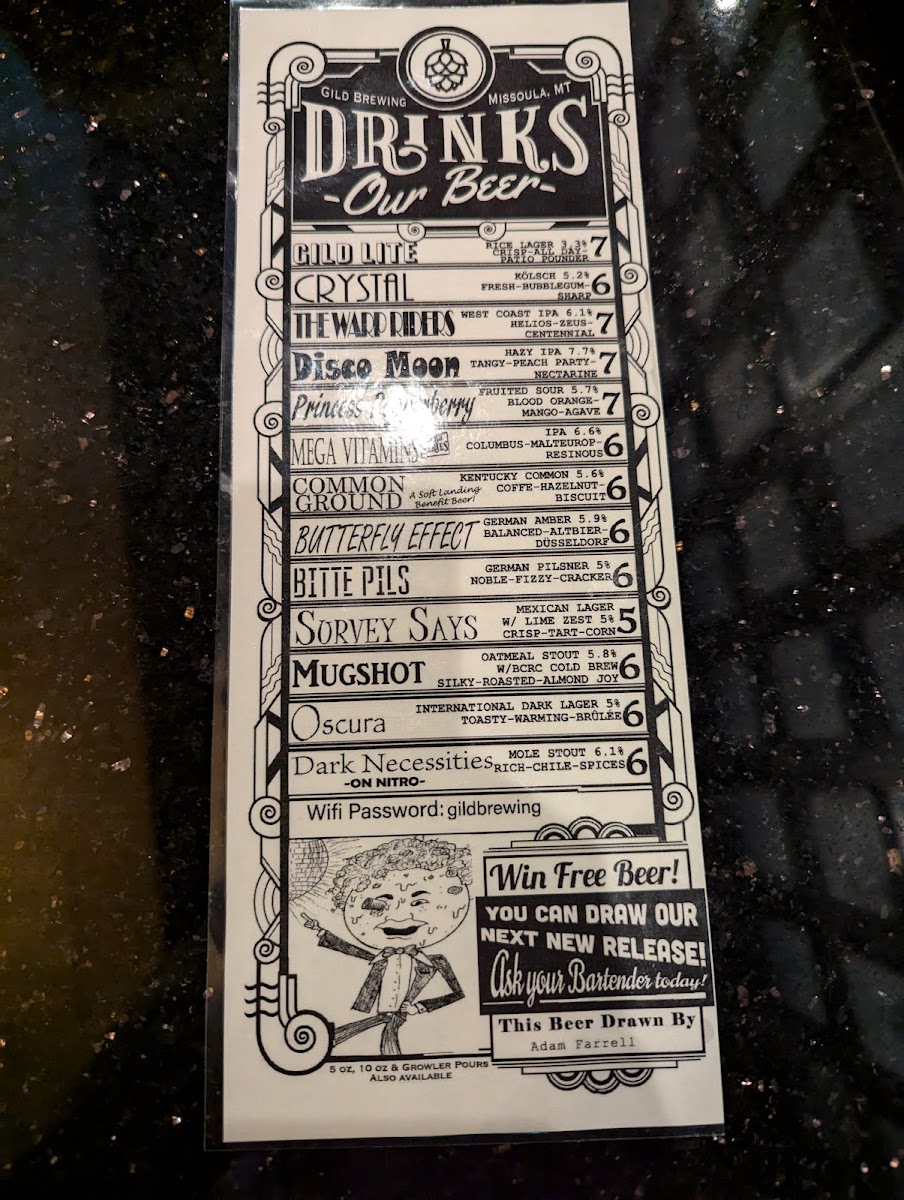 GILD BREWING MISSOULA, MT
DRINKS
-Our Beer-
GILD LITE
RICE LAGER 3.3%
CRISP-ALL DAY-
PATIO POUNDER
7
CRYSTAL
KÖLSCH 5.2%
FRESH-BUBBLEGUM-
SHARP
6
THE WARP RIDERS
WEST COAST IPA 6.1%
HELIOS-ZEUS-
CENTENNIAL
7
Disco Moon
HAZY IPA 7.7%
TANGY-PEACH PARTY-
NECTARINE
7
Princess
FRUITED SOUR 5.7%
BLOOD ORANGE-
MANGO-AGAVE
7
MEGA VITAMINS
IPA 6.6%
COLUMBUS-MALTEUROP-
RESINOUS
6
COMMON
GROUND
A Soft Landing
Benefit Beer!
KENTUCKY COMMON 5.6%
COFFE-HAZELNUT-
BISCUIT
6
BUTTERFLY EFFECT
GERMAN AMBER 5.9%
BALANCED-ALTBIER-
DÜSSELDORF
6
BITTE PILS
GERMAN PILSNER 5%
NOBLE-FIZZY-CRACKER
6
SURVEY SAYS
MEXICAN LAGER
W/ LIME ZEST 5%
CRISP-TART-CORN
5
MUGSHOT
OATMEAL STOUT 5.8%
W/BCRC COLD BREW
SILKY-ROASTED-ALMOND JOY
6
Oscura
INTERNATIONAL DARK LAGER 5%
TOASTY-WARMING-BRÛLÉE
6
Dark Necessities
-ON NITRO-
MOLE STOUT 6.1%
RICH-CHILE-SPICES
6
Wifi Password: gildbrewing
Win Free Beer!
YOU CAN DRAW OUR
NEXT NEW RELEASE!
Ask your Bartender today!
This Beer Drawn By
Adam Farrell
5 OZ, 10 OZ & GROWLER POURS
ALSO AVAILABLE